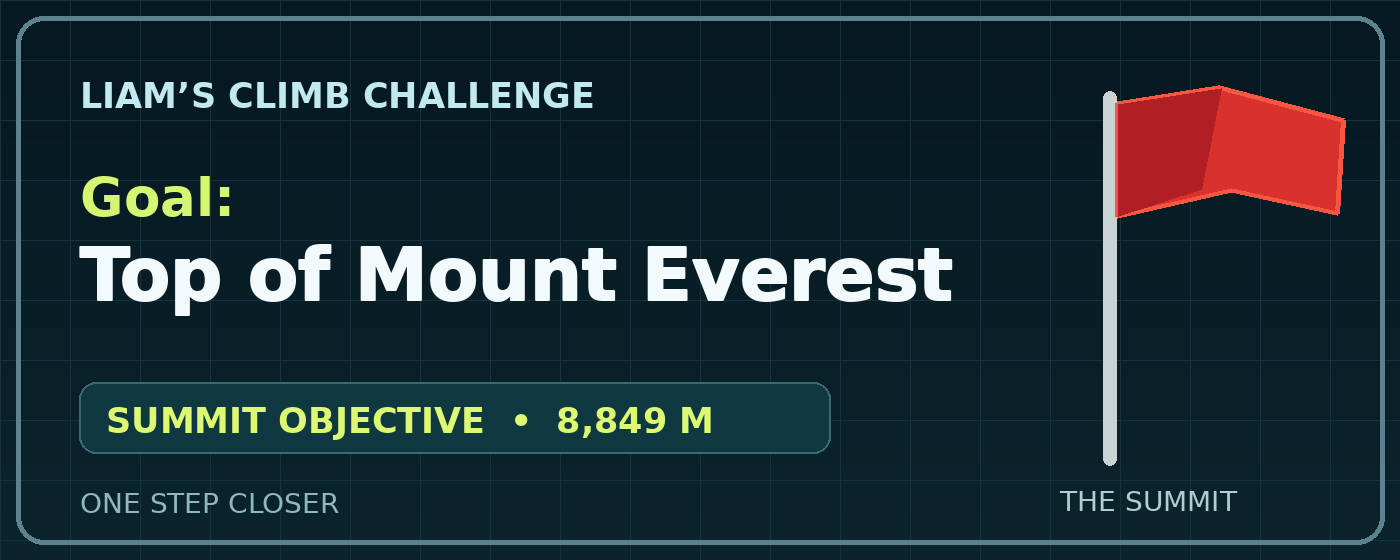 LIAM’S CLIMB CHALLENGE
Goal:
Top of Mount Everest
SUMMIT OBJECTIVE • 8,849 M
ONE STEP CLOSER
THE SUMMIT